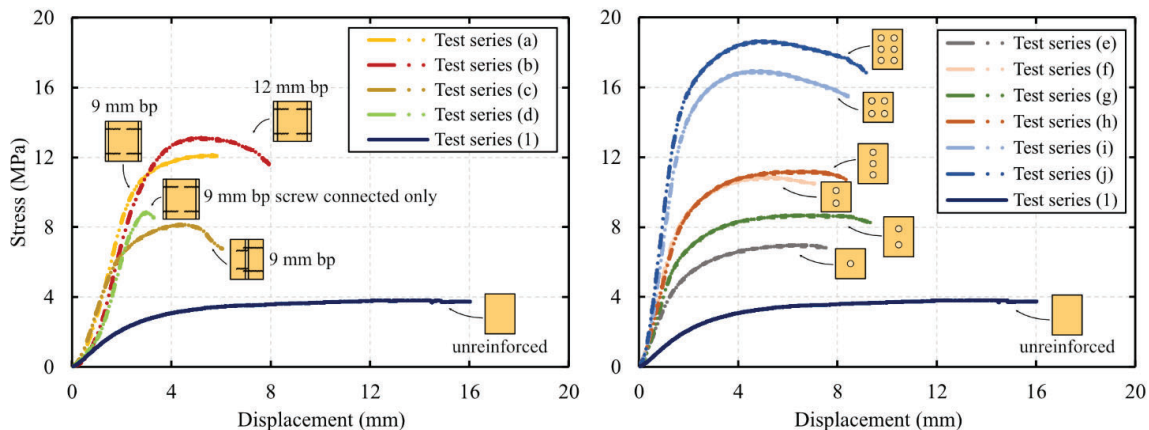 20
16
12
8
4
0
Stress (MPa)
0 4 8 12 16 20
Displacement (mm)
Test series (a)
Test series (b)
Test series (c)
Test series (d)
Test series (1)
9 mm bp
12 mm bp
9 mm bp screw connected only
9 mm bp
unreinforced
20
16
12
8
4
0
0 4 8 12 16 20
Displacement (mm)
Test series (e)
Test series (f)
Test series (g)
Test series (h)
Test series (i)
Test series (j)
Test series (1)
unreinforced